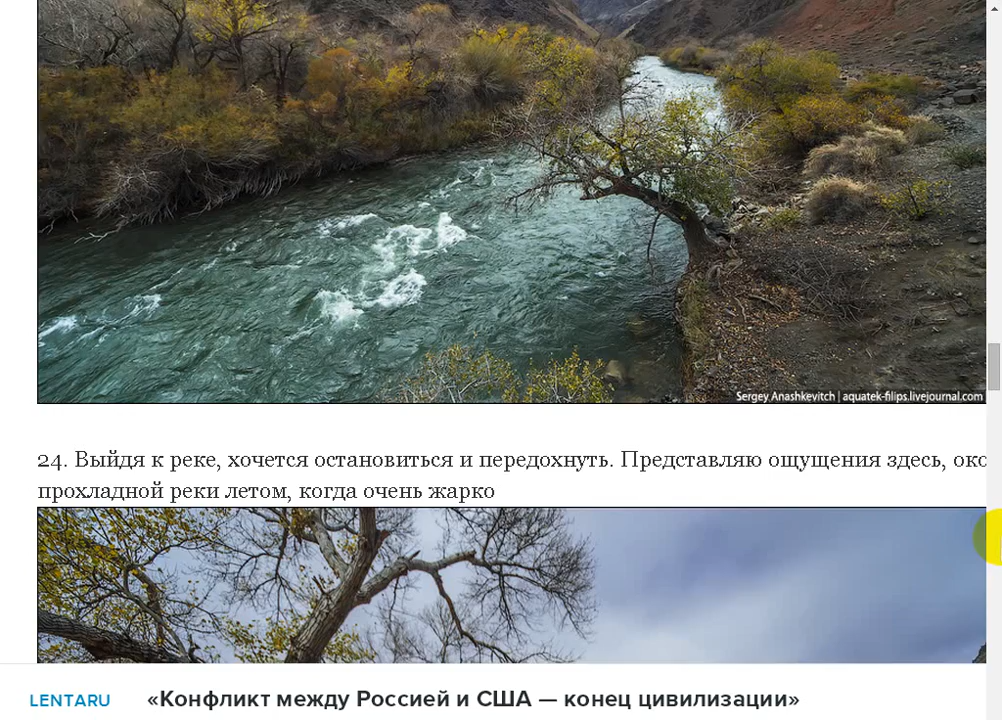 Sergey Anashkevitch | aquatek-filips.livejournal.com
24. Выйдя к реке, хочется остановиться и передохнуть. Представляю ощущения здесь, око
прохладной реки летом, когда очень жарко
LENTARU «Конфликт между Россией и США — конец цивилизации»